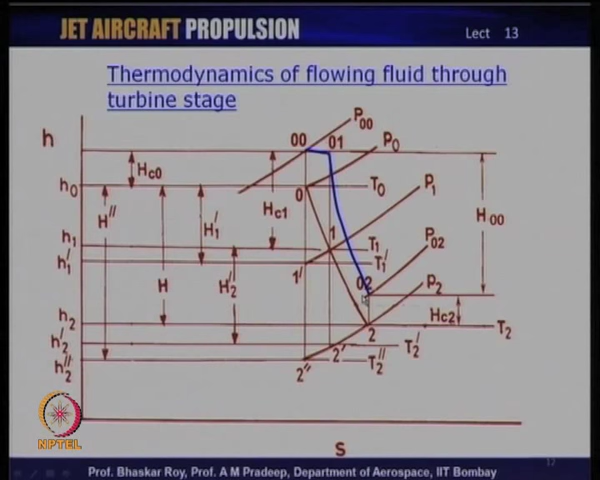 JET AIRCRAFT PROPULSION
Lect 13
Thermodynamics of flowing fluid through
turbine stage
h
00 01 P00
P0
Hc0
h0
0
T0
P1
Hc1
H''
H1'
H00
h1
1
T1
P02
h1'
1'
T1'
H
H2'
02
P2
h2
Hc2
2
T2
h2'
2'
T2'
h2''
2''
T2''
NPTEL
S
Prof. Bhaskar Roy, Prof. A M Pradeep, Department of Aerospace, IIT Bombay
17